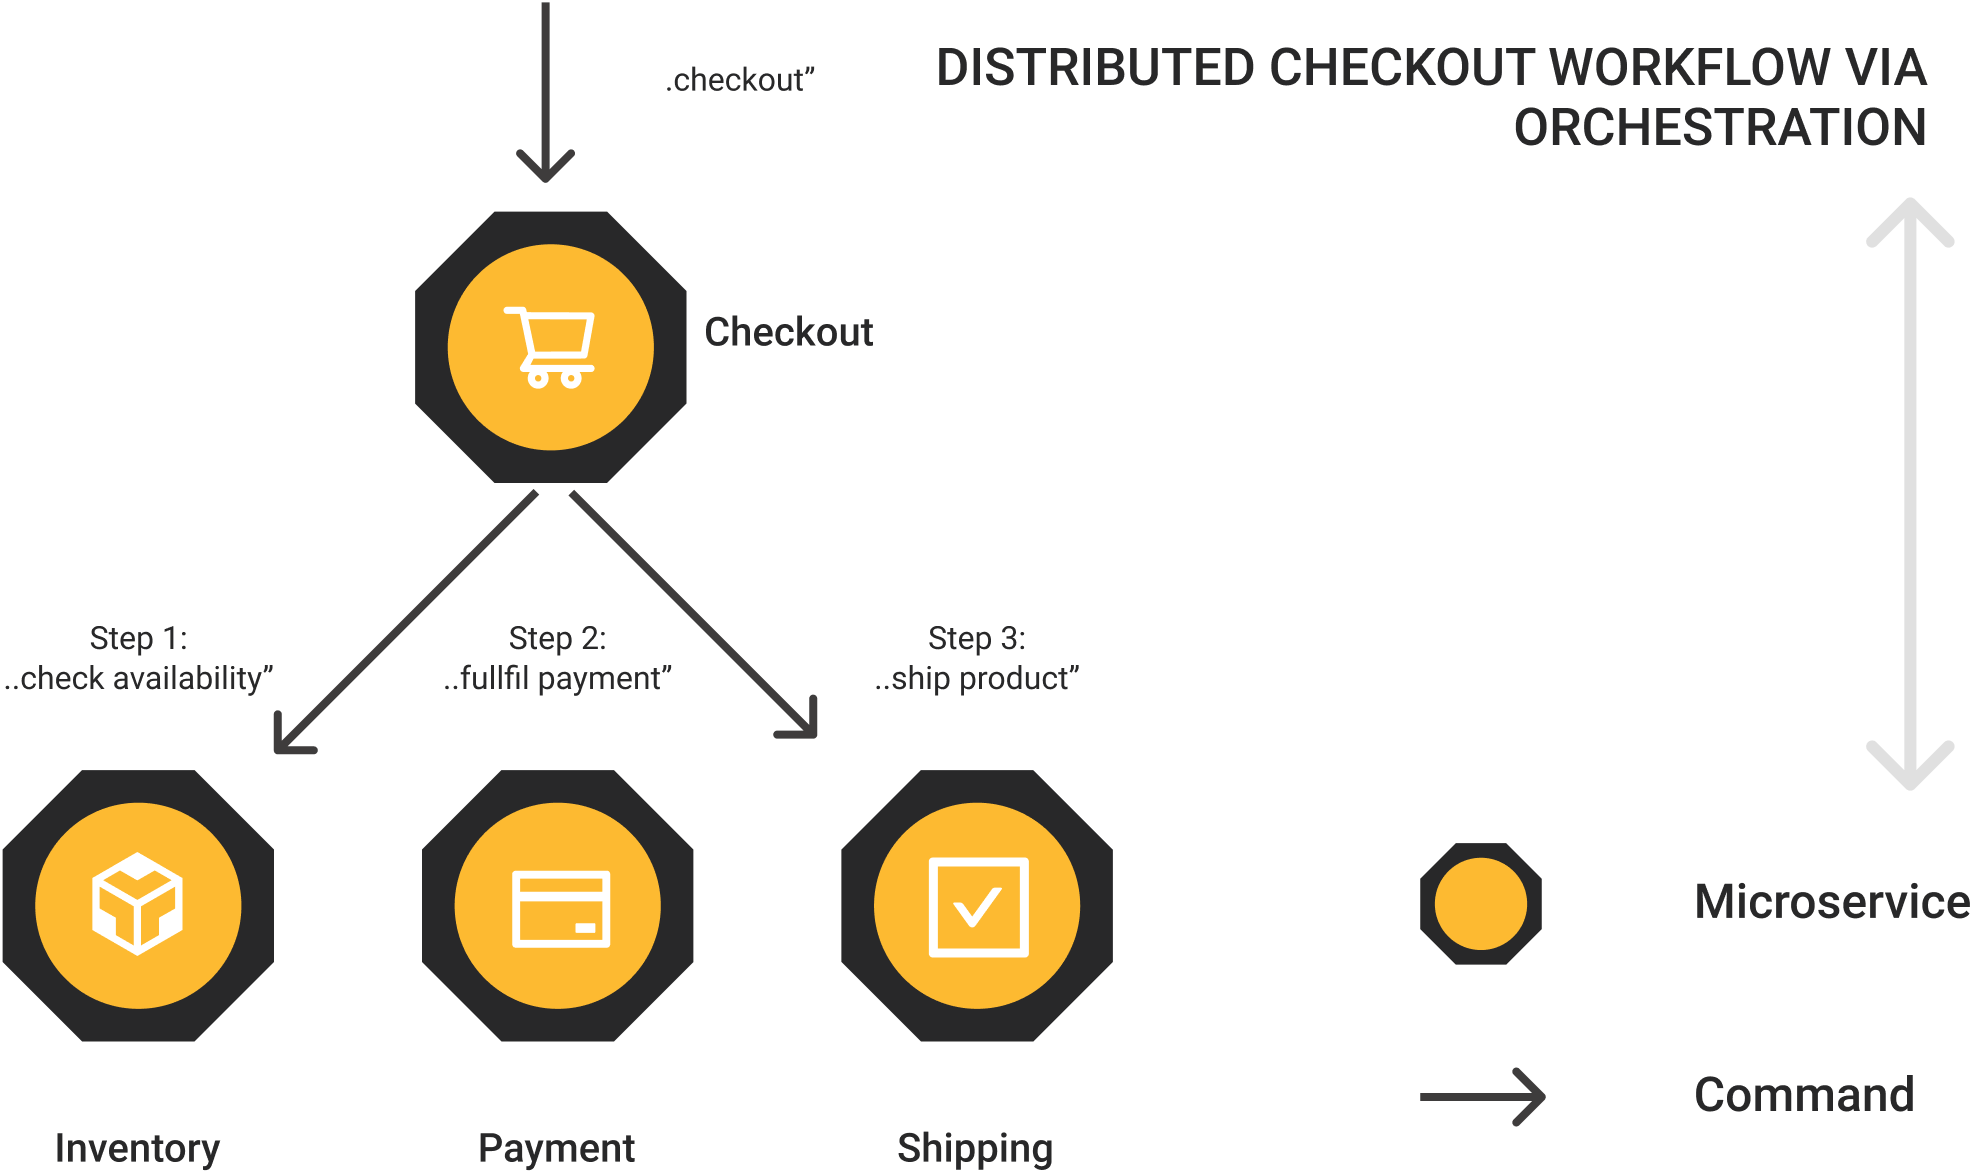 .checkout”
DISTRIBUTED CHECKOUT WORKFLOW VIA
ORCHESTRATION
Checkout
Step 1:
..check availability”
Step 2:
..fullfil payment”
Step 3:
..ship product”
Microservice
Command
Inventory
Payment
Shipping